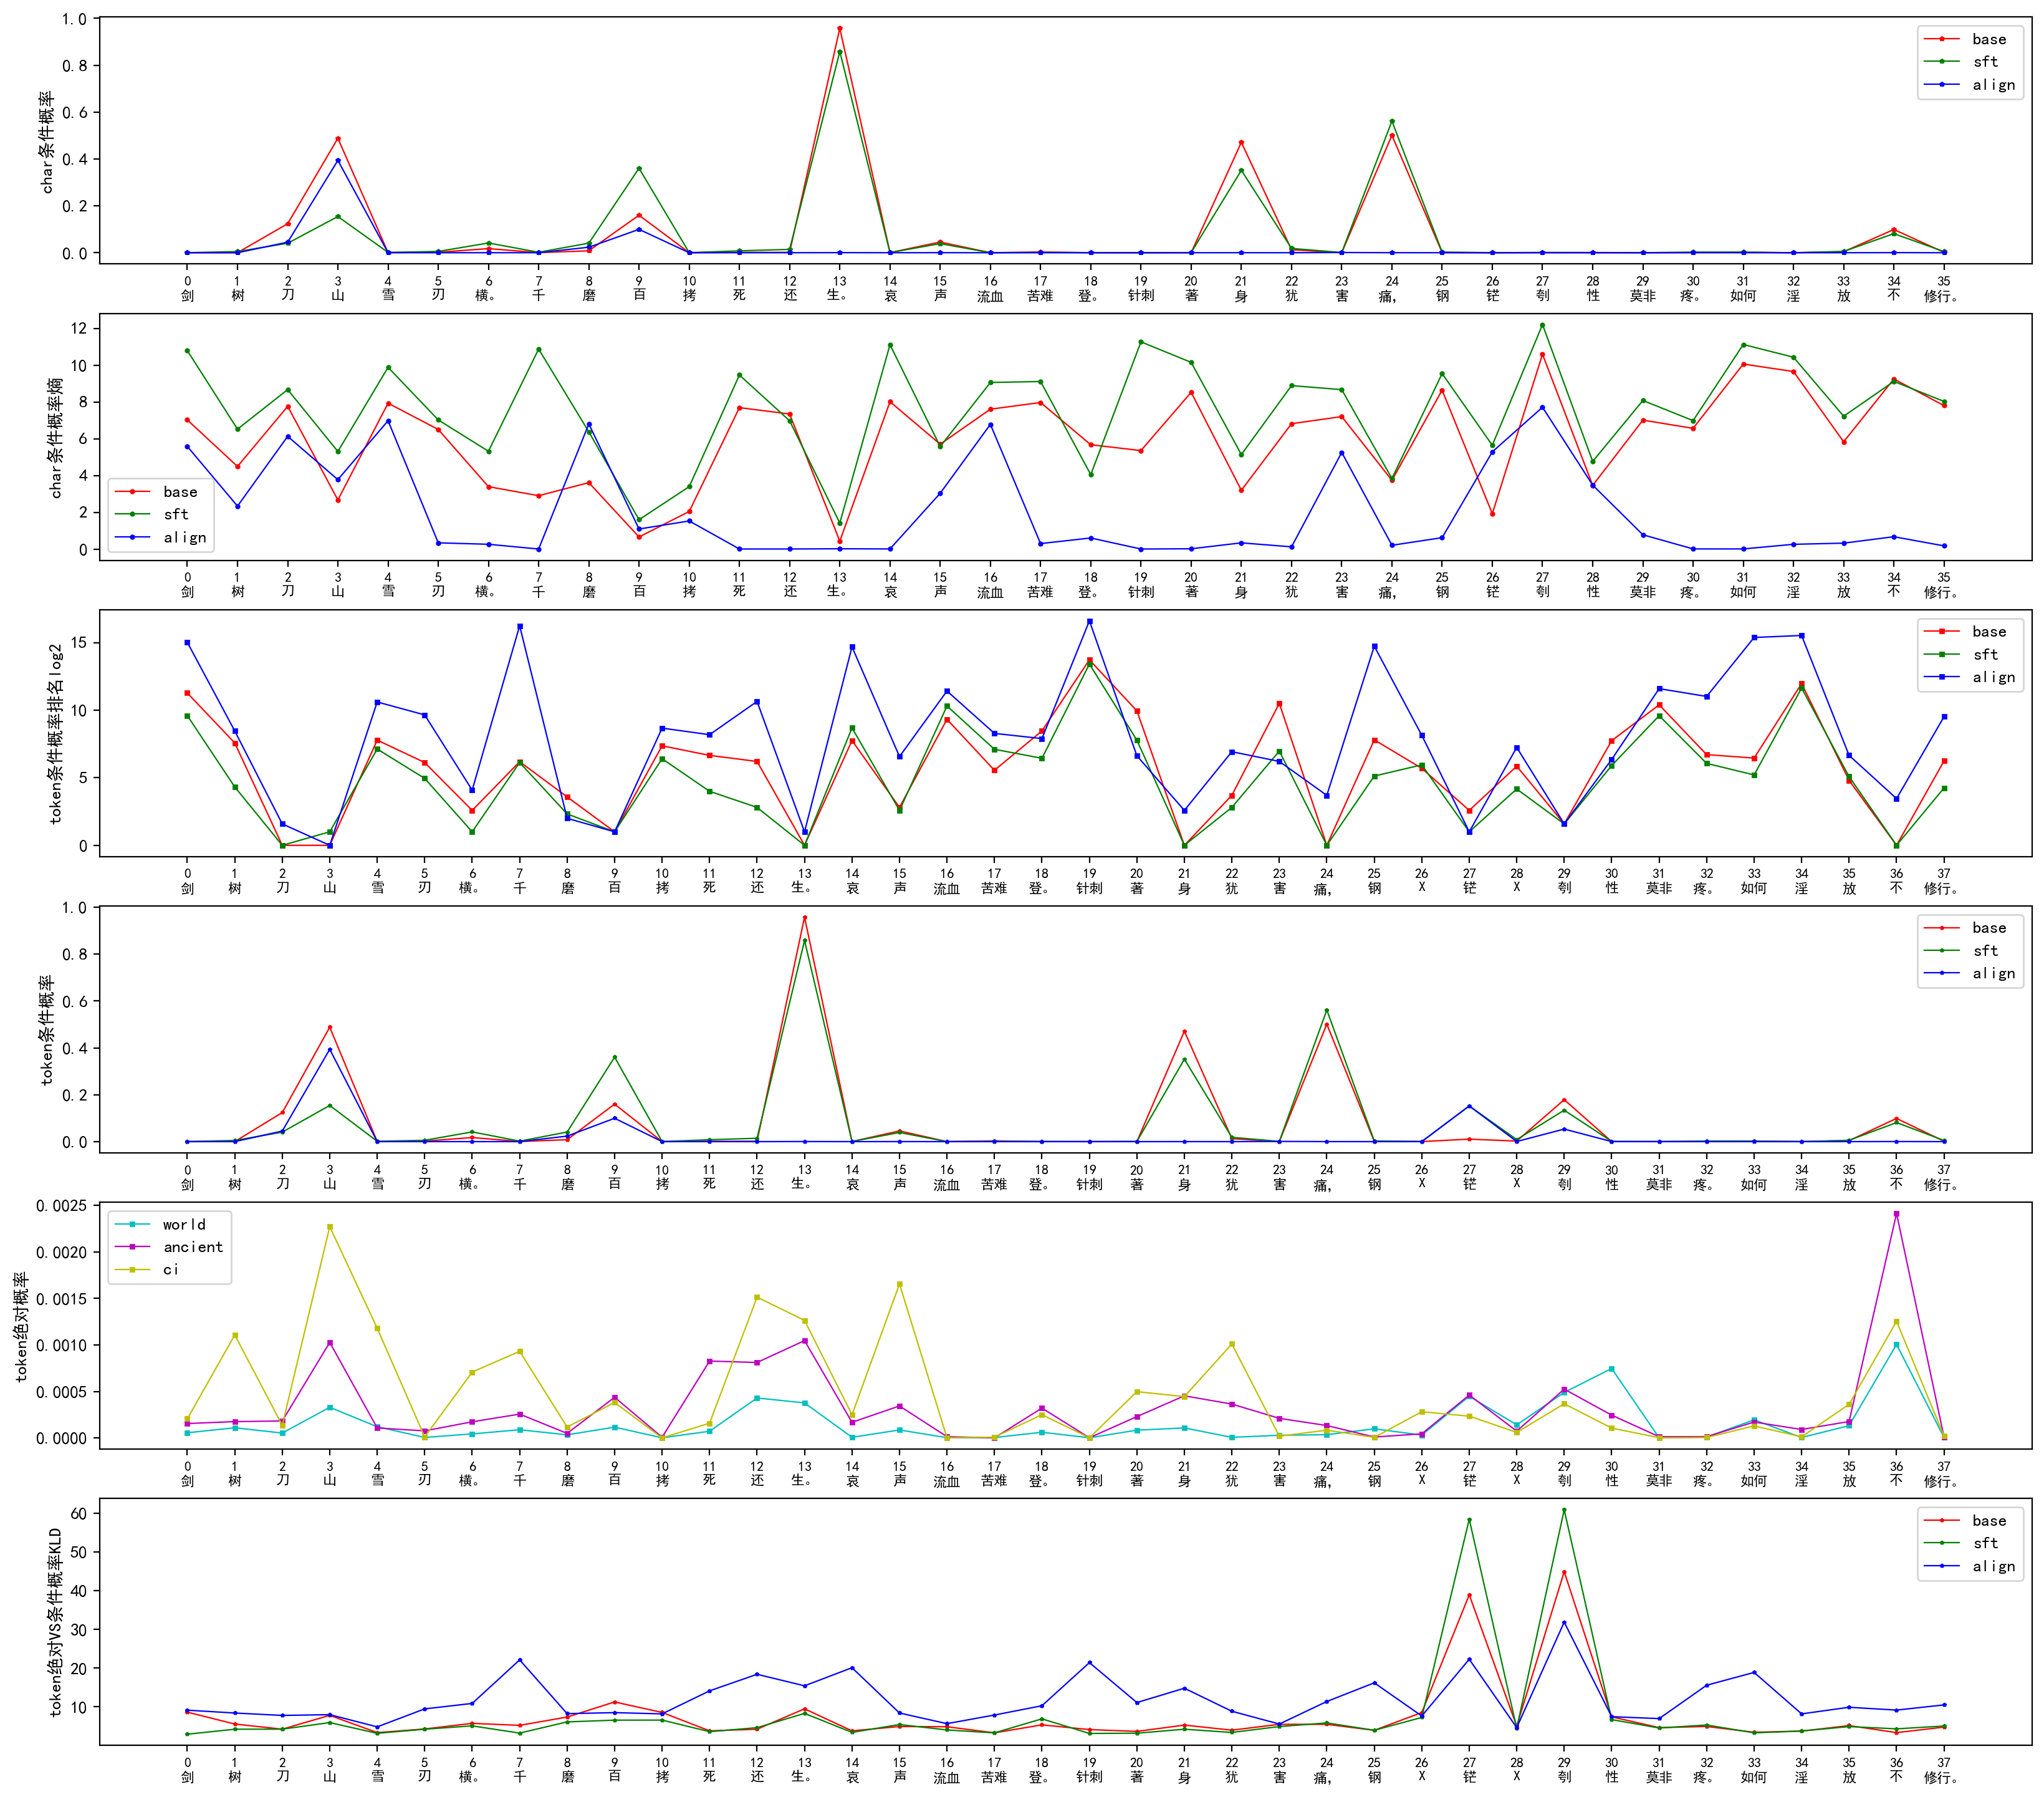 char条件概率
1.0
0.8
0.6
0.4
0.2
0.0
base
sft
align
0 1 2 3 4 5 6 7 8 9 10 11 12 13 14 15 16 17 18 19 20 21 22 23 24 25 26 27 28 29 30 31 32 33 34 35
剑 树 刀 山 雪 刃 横。 千 磨 百 拷 死 还 生。 哀 声 流血 苦难 登。 针刺 著 身 犹 害 痛, 钢 铓 刳 性 莫非 疼。 如何 淫 放 不 修行。
char条件概率熵
12
10
8
6
4
2
0
base
sft
align
0 1 2 3 4 5 6 7 8 9 10 11 12 13 14 15 16 17 18 19 20 21 22 23 24 25 26 27 28 29 30 31 32 33 34 35
剑 树 刀 山 雪 刃 横。 千 磨 百 拷 死 还 生。 哀 声 流血 苦难 登。 针刺 著 身 犹 害 痛, 钢 铓 刳 性 莫非 疼。 如何 淫 放 不 修行。
token条件概率排名log2
15
10
5
0
base
sft
align
0 1 2 3 4 5 6 7 8 9 10 11 12 13 14 15 16 17 18 19 20 21 22 23 24 25 26 27 28 29 30 31 32 33 34 35 36 37
剑 树 刀 山 雪 刃 横。 千 磨 百 拷 死 还 生。 哀 声 流血 苦难 登。 针刺 著 身 犹 害 痛, 钢 X 铓 X 刳 性 莫非 疼。 如何 淫 放 不 修行。
token条件概率
1.0
0.8
0.6
0.4
0.2
0.0
base
sft
align
0 1 2 3 4 5 6 7 8 9 10 11 12 13 14 15 16 17 18 19 20 21 22 23 24 25 26 27 28 29 30 31 32 33 34 35 36 37
剑 树 刀 山 雪 刃 横。 千 磨 百 拷 死 还 生。 哀 声 流血 苦难 登。 针刺 著 身 犹 害 痛, 钢 X 铓 X 刳 性 莫非 疼。 如何 淫 放 不 修行。
token绝对概率
0.0025
0.0020
0.0015
0.0010
0.0005
0.0000
world
ancient
ci
0 1 2 3 4 5 6 7 8 9 10 11 12 13 14 15 16 17 18 19 20 21 22 23 24 25 26 27 28 29 30 31 32 33 34 35 36 37
剑 树 刀 山 雪 刃 横。 千 磨 百 拷 死 还 生。 哀 声 流血 苦难 登。 针刺 著 身 犹 害 痛, 钢 X 铓 X 刳 性 莫非 疼。 如何 淫 放 不 修行。
token绝对VS条件概率KLD
60
50
40
30
20
10
base
sft
align
0 1 2 3 4 5 6 7 8 9 10 11 12 13 14 15 16 17 18 19 20 21 22 23 24 25 26 27 28 29 30 31 32 33 34 35 36 37
剑 树 刀 山 雪 刃 横。 千 磨 百 拷 死 还 生。 哀 声 流血 苦难 登。 针刺 著 身 犹 害 痛, 钢 X 铓 X 刳 性 莫非 疼。 如何 淫 放 不 修行。